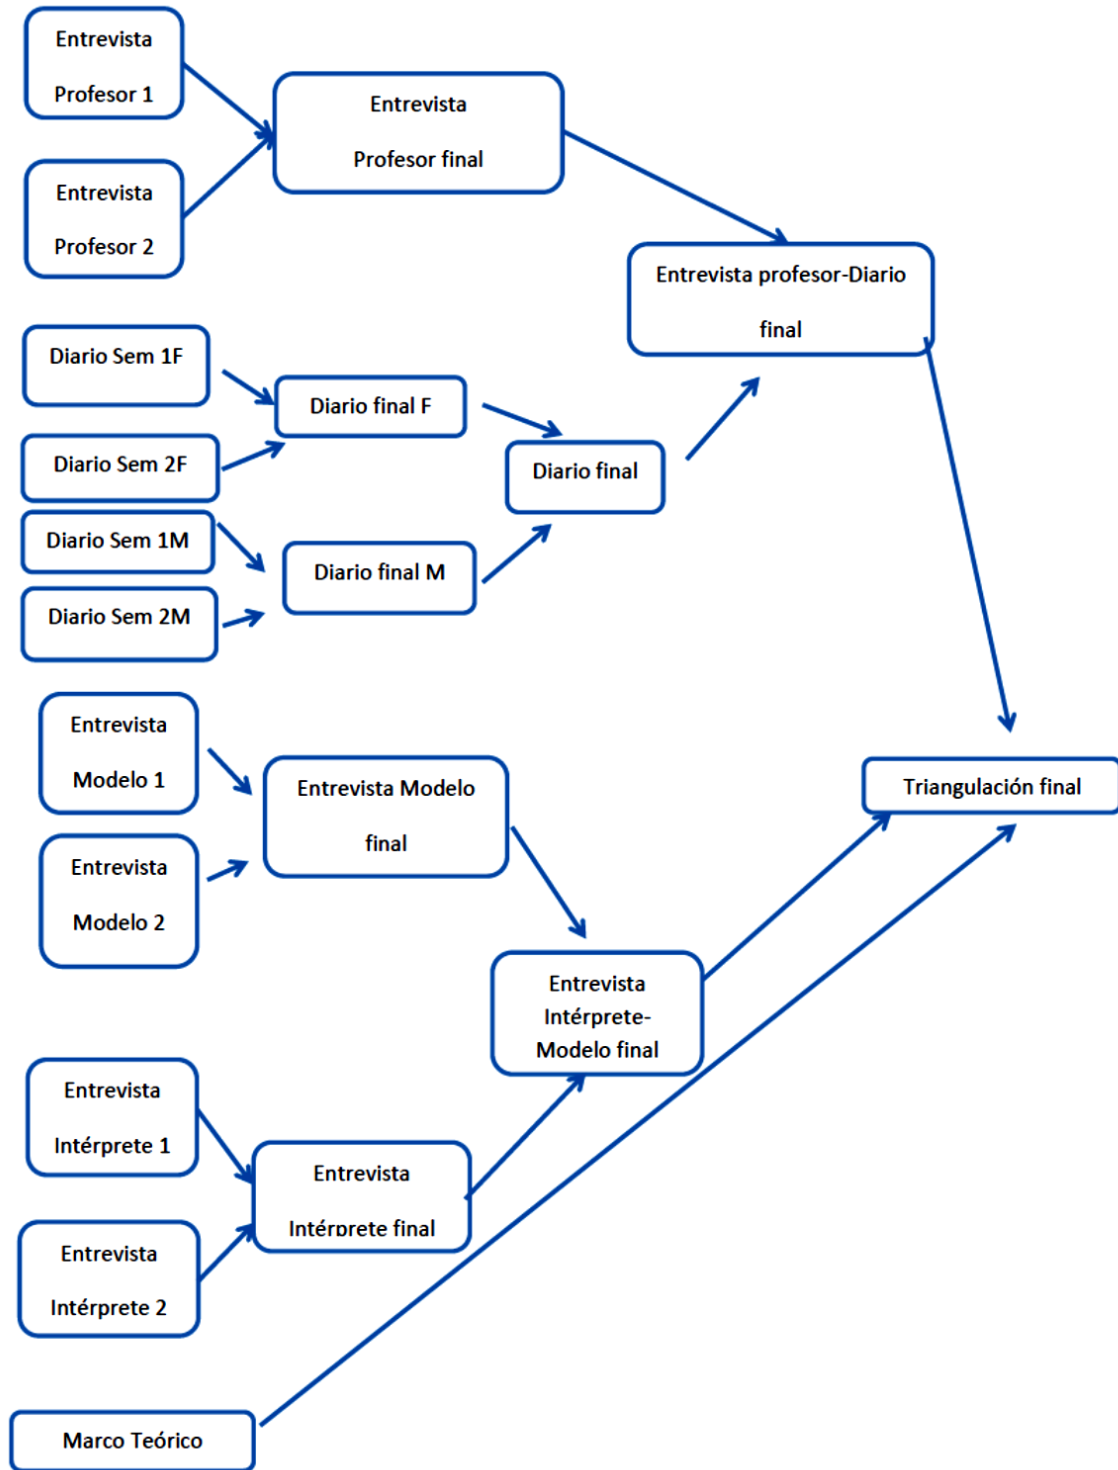 Entrevista
Profesor 1
Entrevista
Profesor final
Entrevista
Profesor 2
Entrevista profesor-Diario
final
Diario Sem 1F
Diario final F
Diario Sem 2F
Diario final
Diario Sem 1M
Diario final M
Diario Sem 2M
Entrevista
Modelo 1
Entrevista Modelo
final
Triangulación final
Entrevista
Modelo 2
Entrevista
Intérprete-
Modelo final
Entrevista
Intérprete 1
Entrevista
Intérprete final
Entrevista
Intérprete 2
Marco Teórico